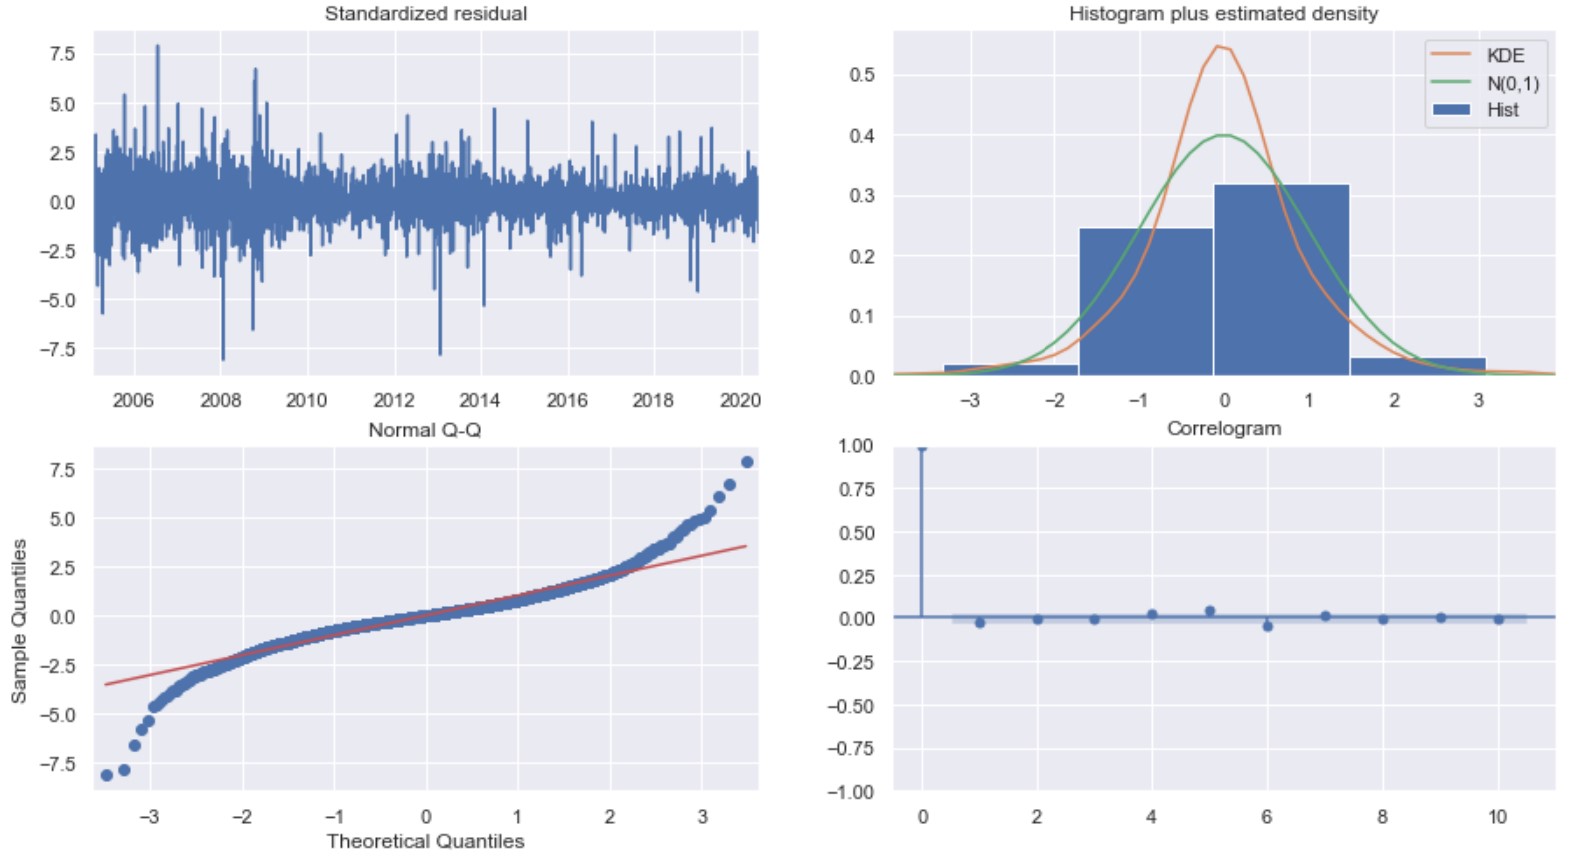 Standardized residual
7.5
5.0
2.5
0.0
−2.5
−5.0
−7.5
2006 2008 2010 2012 2014 2016 2018 2020
Histogram plus estimated density
KDE
N(0,1)
Hist
0.5
0.4
0.3
0.2
0.1
0.0
−3 −2 −1 0 1 2 3
Normal Q-Q
Sample Quantiles
7.5
5.0
2.5
0.0
−2.5
−5.0
−7.5
−3 −2 −1 0 1 2 3
Theoretical Quantiles
Correlogram
1.00
0.75
0.50
0.25
0.00
−0.25
−0.50
−0.75
−1.00
0 2 4 6 8 10